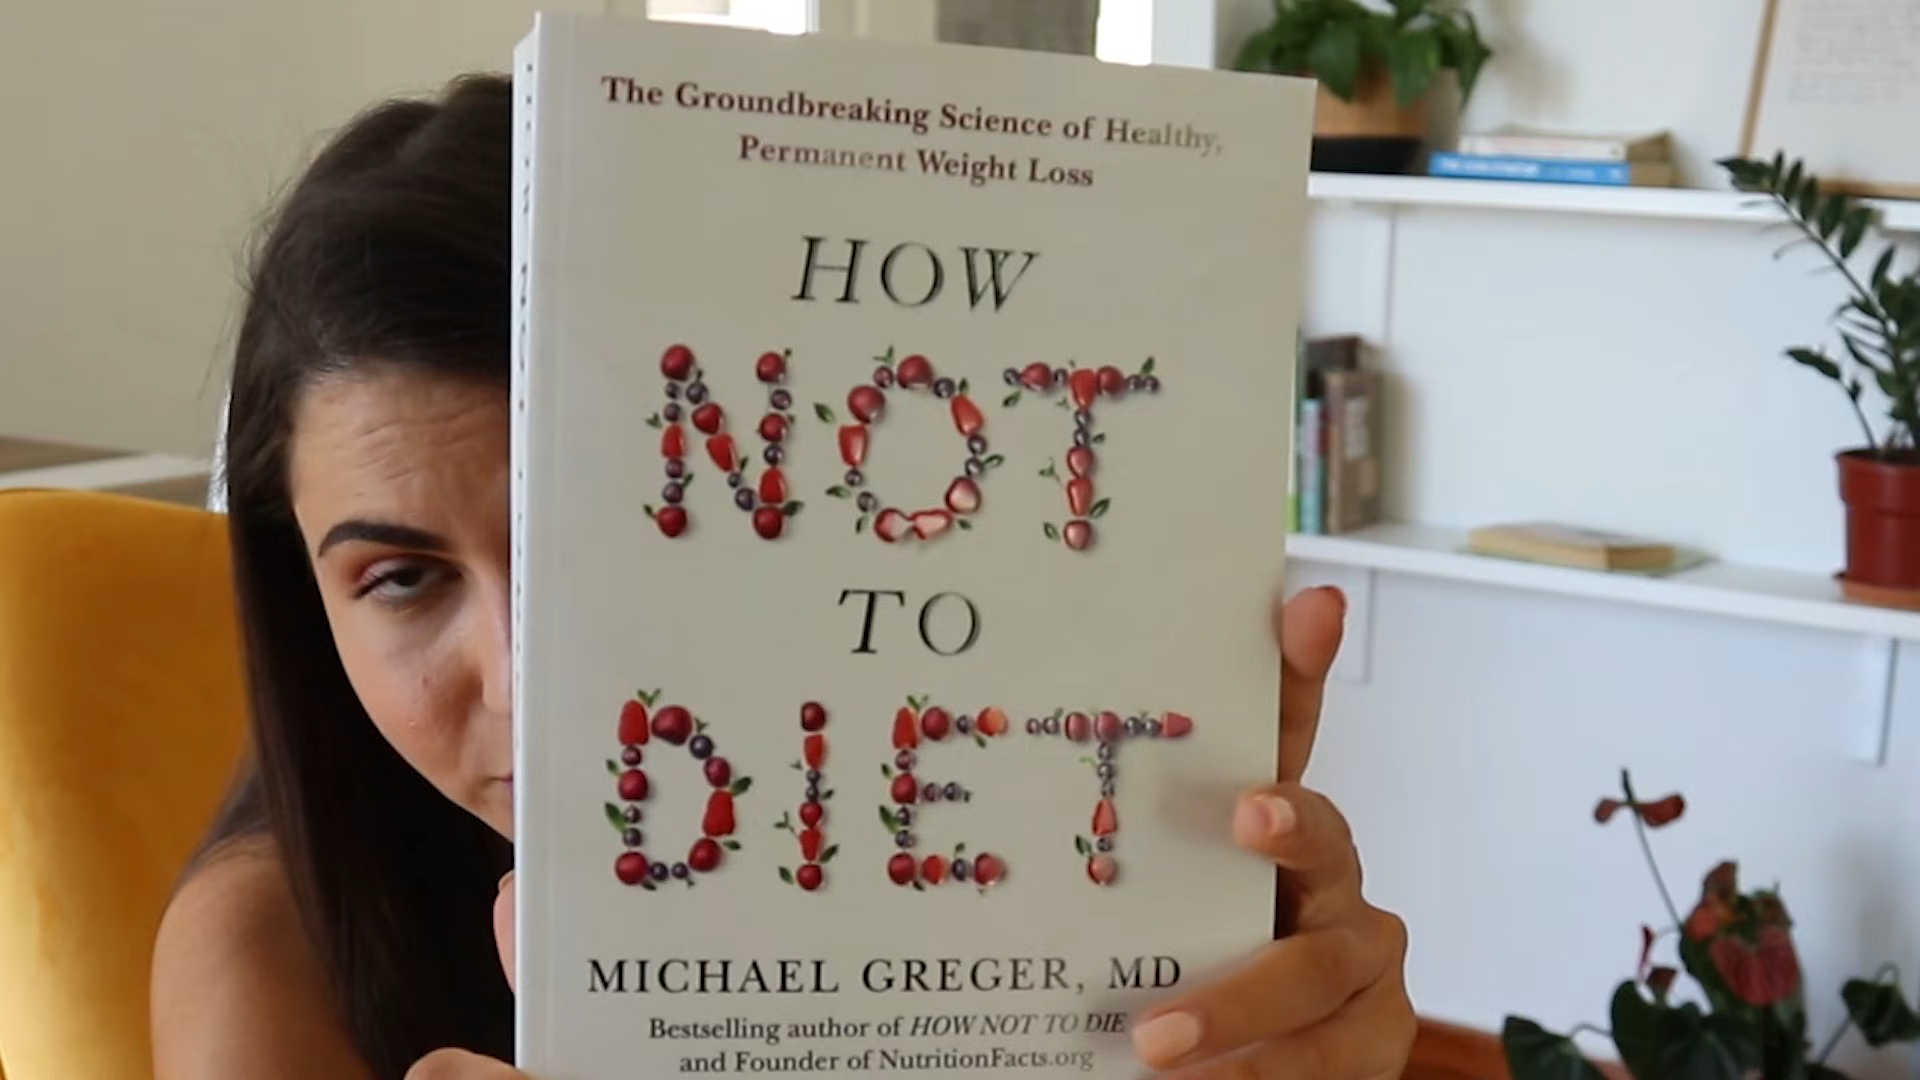 The Groundbreaking Science of Healthy,
Permanent Weight Loss
HOW
NOT
TO
DIET
MICHAEL GREGER, MD
Bestselling author of HOW NOT TO DIE
and Founder of NutritionFacts.org